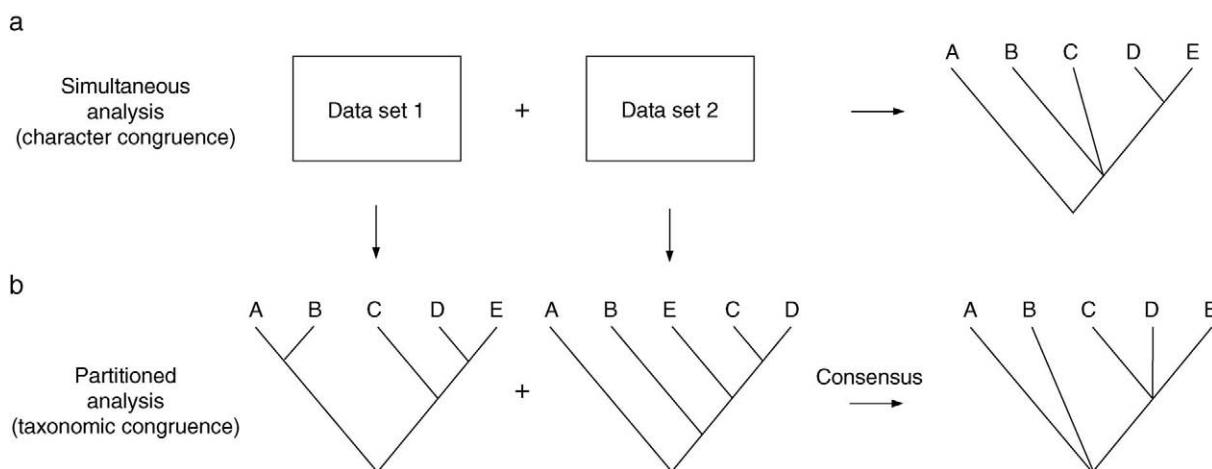 a
A B C D E
Simultaneous
analysis
(character congruence)
Data set 1
+
Data set 2
b
A B C D E
A B E C D
A B C D E
Partitioned
analysis
(taxonomic congruence)
+
Consensus